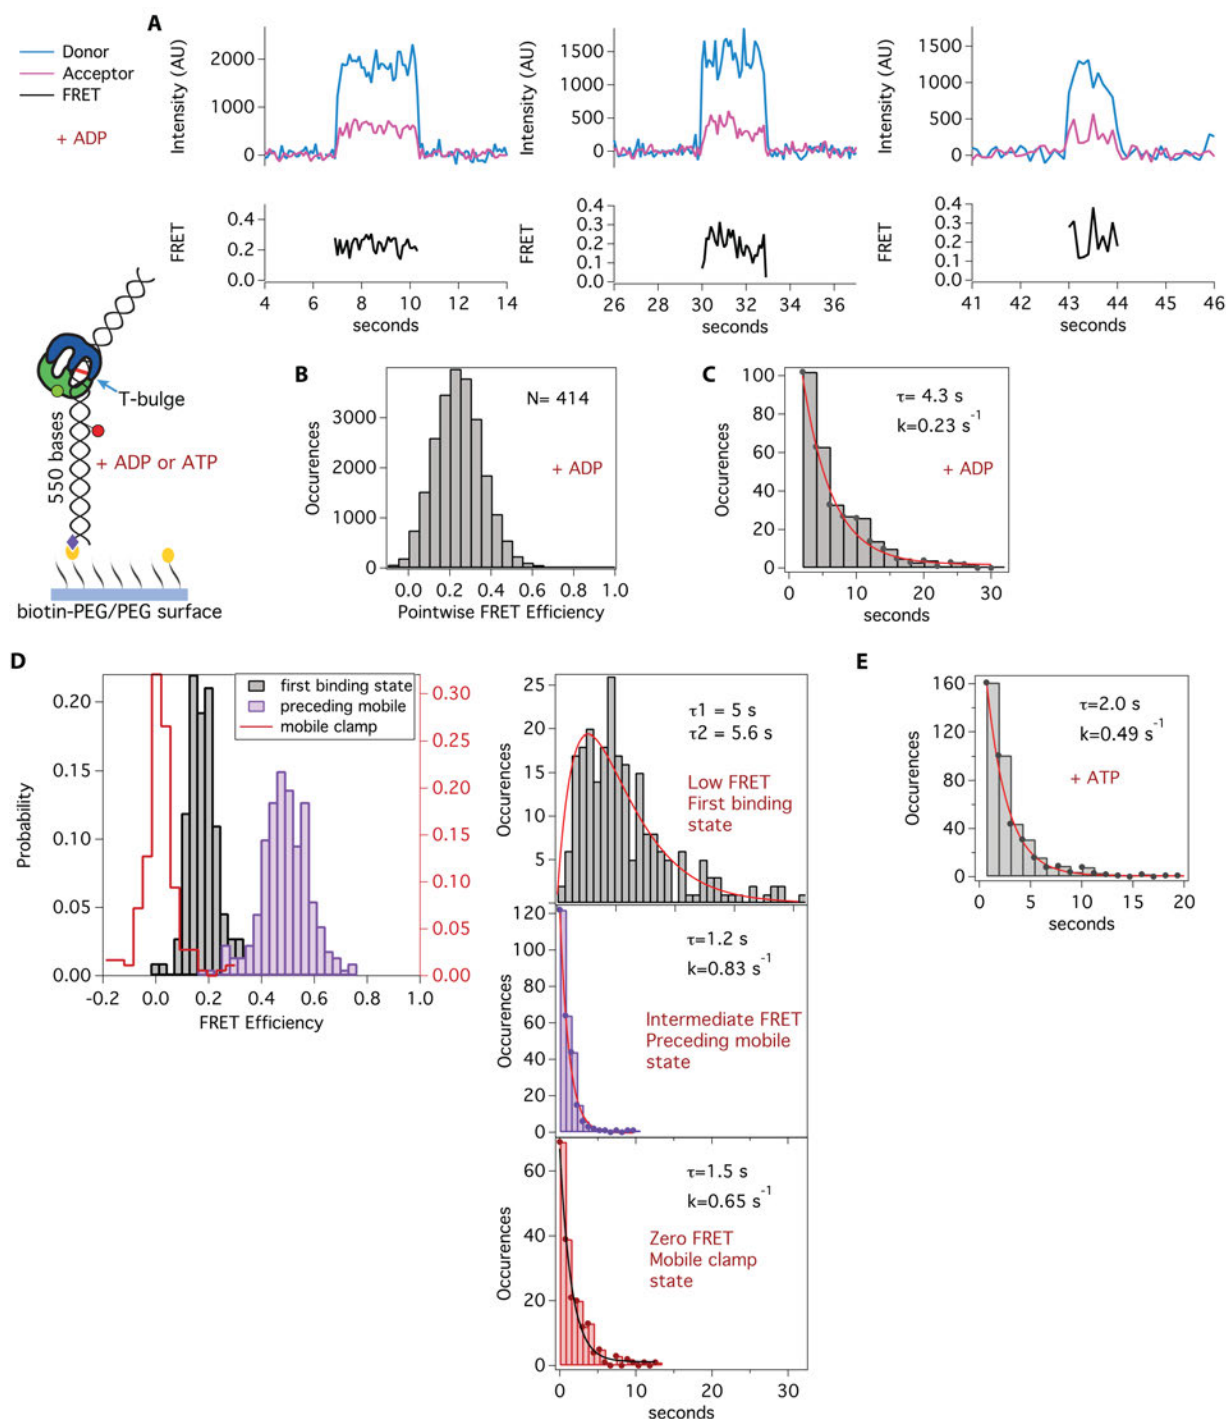 A
Donor
Acceptor
FRET
+ ADP
Intensity (AU)
2000
1000
0
Intensity (AU)
1500
1000
500
0
Intensity (AU)
1500
1000
500
0
FRET
0.4
0.2
0.0
4 6 8 10 12 14
seconds
FRET
0.4
0.3
0.2
0.1
0.0
26 28 30 32 34 36
seconds
FRET
0.4
0.3
0.2
0.1
0.0
41 42 43 44 45 46
seconds
T-bulge
550 bases
+ ADP or ATP
biotin-PEG/PEG surface
B
Occurences
3000
2000
1000
0
N= 414
+ ADP
0.0 0.2 0.4 0.6 0.8 1.0
Pointwise FRET Efficiency
C
Occurences
100
80
60
40
20
0
τ= 4.3 s
k=0.23 s-1
+ ADP
0 10 20 30
seconds
D
Probability
0.20
0.15
0.10
0.05
0.00
first binding state
preceding mobile
mobile clamp
0.30
0.25
0.20
0.15
0.10
0.05
0.00
-0.2 0.0 0.2 0.4 0.6 0.8 1.0
FRET Efficiency
Occurences
25
20
15
10
5
τ1 = 5 s
τ2 = 5.6 s
Low FRET
First binding
state
Occurences
120
80
60
40
20
0
τ=1.2 s
k=0.83 s-1
Intermediate FRET
Preceding mobile
state
Occurences
60
40
20
0
τ=1.5 s
k=0.65 s-1
Zero FRET
Mobile clamp
state
0 10 20 30
seconds
E
Occurences
160
120
80
40
0
τ=2.0 s
k=0.49 s-1
+ ATP
0 5 10 15 20
seconds